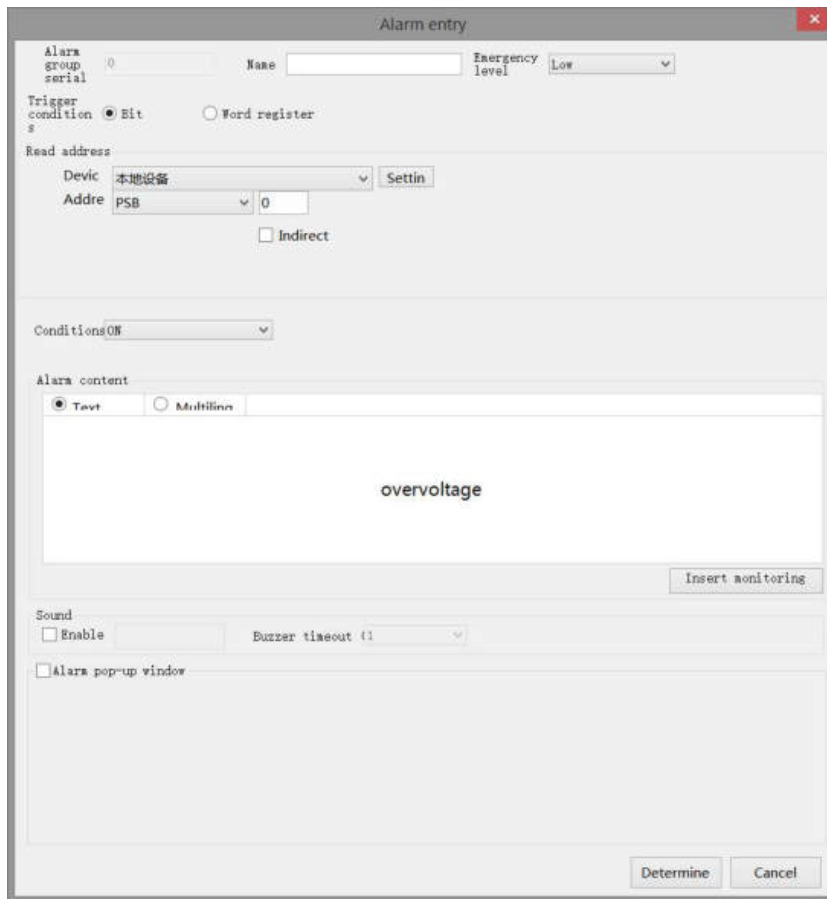 Alarm entry
Alarm
group
serial
0
Name
Emergency
level
Low
Trigger
condition
s
Bit
Word register
Read address
Devic
本地设备
Settin
Addre
PSB
0
Indirect
Conditions
ON
Alarm content
Text
Multiling
overvoltage
Insert monitoring
Sound
Enable
Buzzer timeout (1
Alarm pop-up window
Determine
Cancel